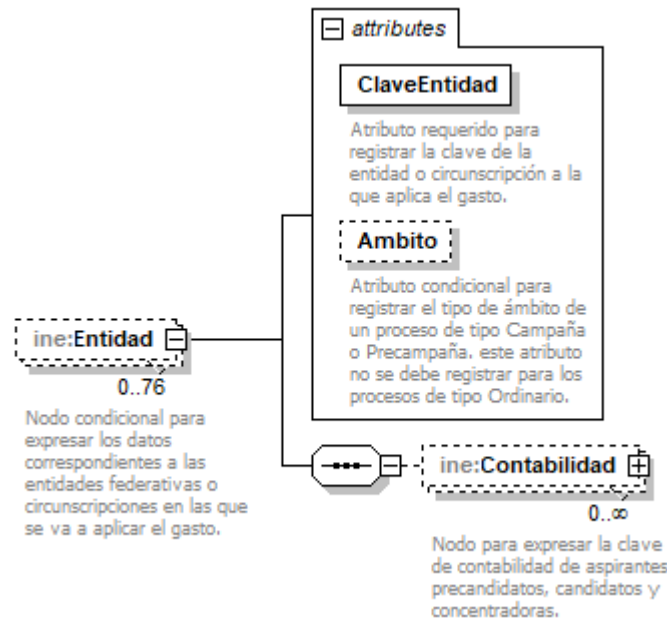 attributes
ClaveEntidad
Atributo requerido para
registrar la clave de la
entidad o circunscripción a la
que aplica el gasto.
Ambito
Atributo condicional para
registrar el tipo de ámbito de
un proceso de tipo Campaña
o Precampaña. este atributo
no se debe registrar para los
procesos de tipo Ordinario.
ine:Entidad
0..76
Nodo condicional para
expresar los datos
correspondientes a las
entidades federativas o
circunscripciones en las que
se va a aplicar el gasto.
ine:Contabilidad
0..∞
Nodo para expresar la clave
de contabilidad de aspirantes
precandidatos, candidatos y
concentradoras.